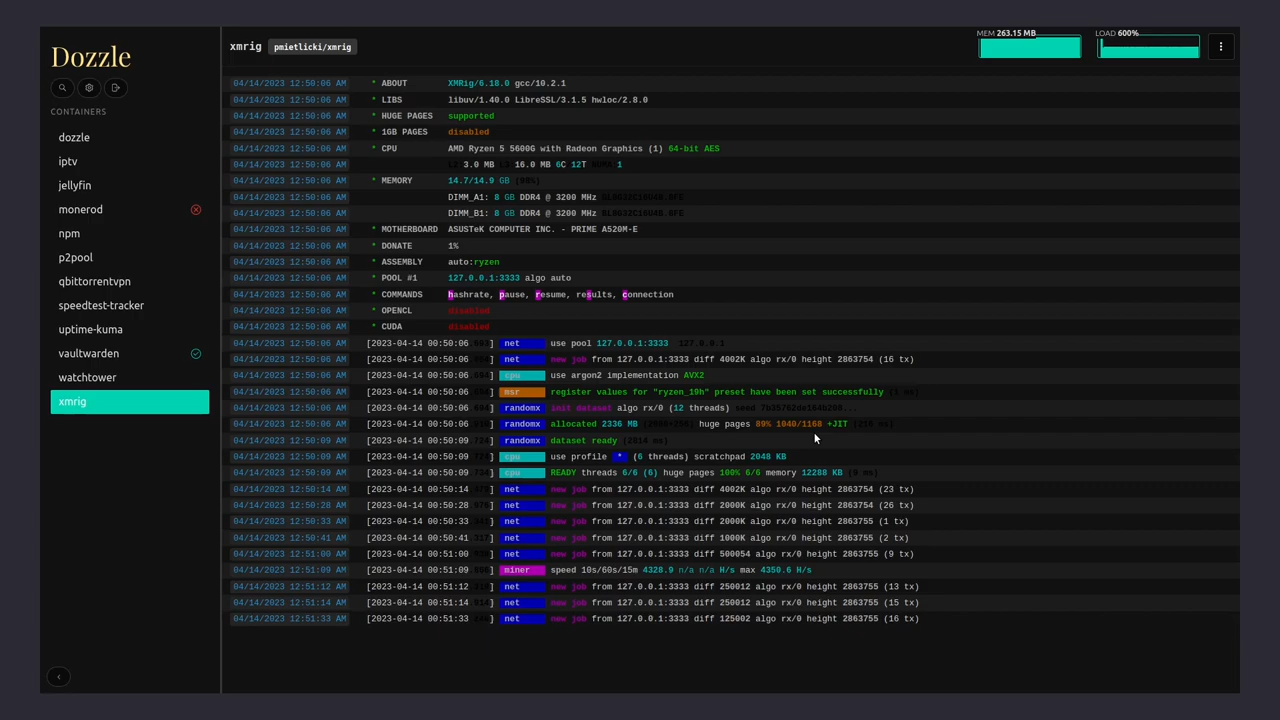 Dozzle
CONTAINERS
dozzle
iptv
jellyfin
monerod
npm
p2pool
qbittorrentvpn
speedtest-tracker
uptime-kuma
vaultwarden
watchtower
xmrig
xmrig pmietlicki/xmrig
MEM 263.15 MB LOAD 600%
04/14/2023 12:50:06 AM * ABOUT XMRig/6.18.0 gcc/10.2.1
04/14/2023 12:50:06 AM * LIBS libuv/1.40.0 LibreSSL/3.1.5 hwloc/2.8.0
04/14/2023 12:50:06 AM * HUGE PAGES supported
04/14/2023 12:50:06 AM * 1GB PAGES disabled
04/14/2023 12:50:06 AM * CPU AMD Ryzen 5 5600G with Radeon Graphics (1) 64-bit AES
04/14/2023 12:50:06 AM L2:3.0 MB L3:16.0 MB 6C 12T NUMA:1
04/14/2023 12:50:06 AM * MEMORY 14.7/14.9 GB (98%)
04/14/2023 12:50:06 AM DIMM_A1: 8 GB DDR4 @ 3200 MHz
04/14/2023 12:50:06 AM DIMM_B1: 8 GB DDR4 @ 3200 MHz
04/14/2023 12:50:06 AM * MOTHERBOARD ASUSTeK COMPUTER INC. - PRIME A520M-E
04/14/2023 12:50:06 AM * DONATE 1%
04/14/2023 12:50:06 AM * ASSEMBLY auto:ryzen
04/14/2023 12:50:06 AM * POOL #1 127.0.0.1:3333 algo auto
04/14/2023 12:50:06 AM * COMMANDS hashrate, pause, resume, results, connection
04/14/2023 12:50:06 AM * OPENCL disabled
04/14/2023 12:50:06 AM * CUDA disabled
04/14/2023 12:50:06 AM [2023-04-14 00:50:06 ] net use pool 127.0.0.1:3333 127.0.0.1
04/14/2023 12:50:06 AM [2023-04-14 00:50:06 ] net new job from 127.0.0.1:3333 diff 4002K algo rx/0 height 2863754 (16 tx)
04/14/2023 12:50:06 AM [2023-04-14 00:50:06 ] cpu use argon2 implementation AVX2
04/14/2023 12:50:06 AM [2023-04-14 00:50:06 ] msr register values for "ryzen_19h" preset have been set successfully
04/14/2023 12:50:06 AM [2023-04-14 00:50:06 ] randomx init dataset algo rx/0 (12 threads) seed
04/14/2023 12:50:06 AM [2023-04-14 00:50:06 ] randomx allocated 2336 MB (2080+256) huge pages 89% 1040/1168 +JIT
04/14/2023 12:50:09 AM [2023-04-14 00:50:09 ] randomx dataset ready
04/14/2023 12:50:09 AM [2023-04-14 00:50:09 ] cpu use profile * (6 threads) scratchpad 2048 KB
04/14/2023 12:50:09 AM [2023-04-14 00:50:09 ] cpu READY threads 6/6 (6) huge pages 100% 6/6 memory 12288 KB
04/14/2023 12:50:14 AM [2023-04-14 00:50:14 ] net new job from 127.0.0.1:3333 diff 4002K algo rx/0 height 2863754 (23 tx)
04/14/2023 12:50:28 AM [2023-04-14 00:50:28 ] net new job from 127.0.0.1:3333 diff 2000K algo rx/0 height 2863754 (26 tx)
04/14/2023 12:50:33 AM [2023-04-14 00:50:33 ] net new job from 127.0.0.1:3333 diff 2000K algo rx/0 height 2863755 (1 tx)
04/14/2023 12:50:41 AM [2023-04-14 00:50:41 ] net new job from 127.0.0.1:3333 diff 1000K algo rx/0 height 2863755 (2 tx)
04/14/2023 12:51:00 AM [2023-04-14 00:51:00 ] net new job from 127.0.0.1:3333 diff 500054 algo rx/0 height 2863755 (9 tx)
04/14/2023 12:51:09 AM [2023-04-14 00:51:09 ] miner speed 10s/60s/15m 4328.9 n/a n/a H/s max 4350.6 H/s
04/14/2023 12:51:12 AM [2023-04-14 00:51:12 ] net new job from 127.0.0.1:3333 diff 250012 algo rx/0 height 2863755 (13 tx)
04/14/2023 12:51:14 AM [2023-04-14 00:51:14 ] net new job from 127.0.0.1:3333 diff 250012 algo rx/0 height 2863755 (15 tx)
04/14/2023 12:51:33 AM [2023-04-14 00:51:33 ] net new job from 127.0.0.1:3333 diff 125002 algo rx/0 height 2863755 (16 tx)